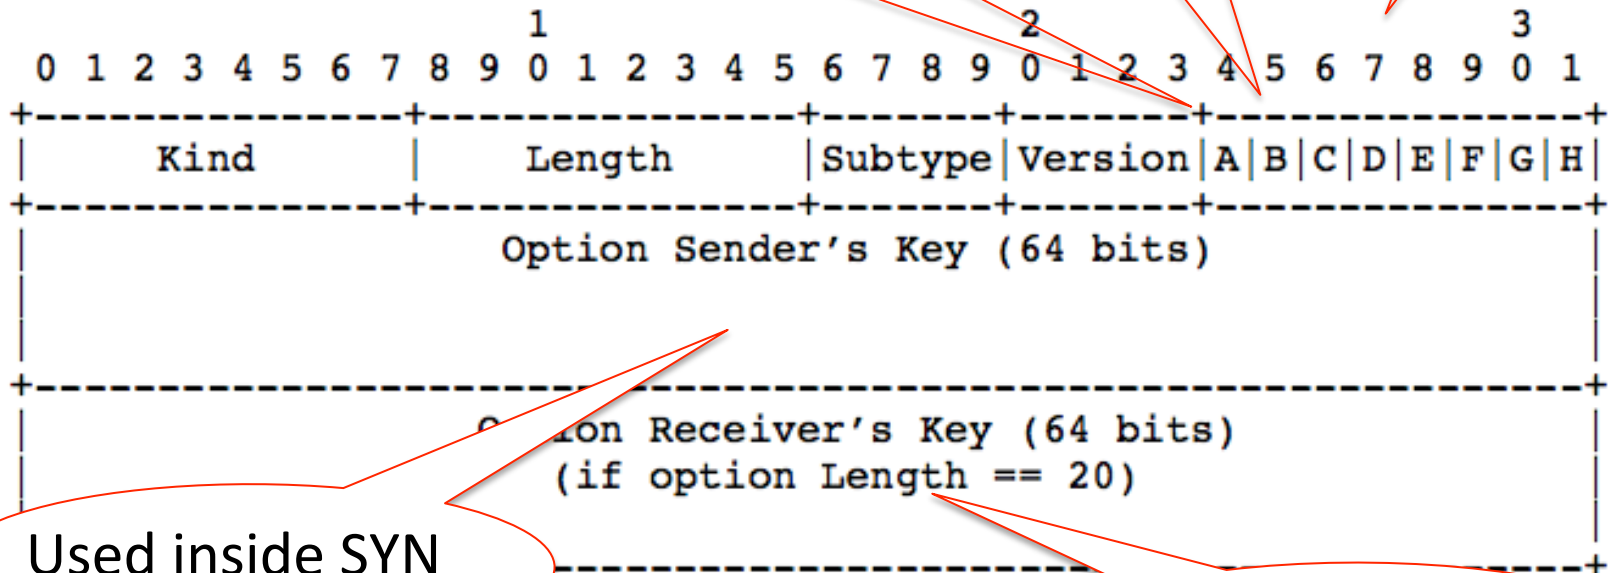 1 2 3
0 1 2 3 4 5 6 7 8 9 0 1 2 3 4 5 6 7 8 9 0 1 2 3 4 5 6 7 8 9 0 1
+---------------+---------------+-------+-------+---------------+
| Kind | Length |Subtype|Version|A|B|C|D|E|F|G|H|
+---------------+---------------+-------+-------+---------------+
| Option Sender's Key (64 bits) |
| |
| |
+---------------------------------------------------------------+
| Receiver's Key (64 bits) |
| (if option Length == 20) |
| |
Used inside SYN